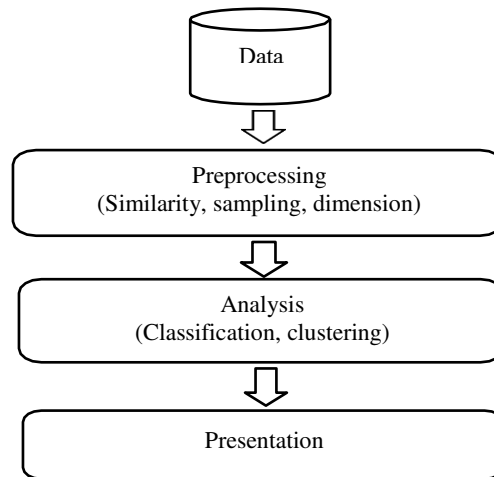 Data
Preprocessing
(Similarity, sampling, dimension)
Analysis
(Classification, clustering)
Presentation